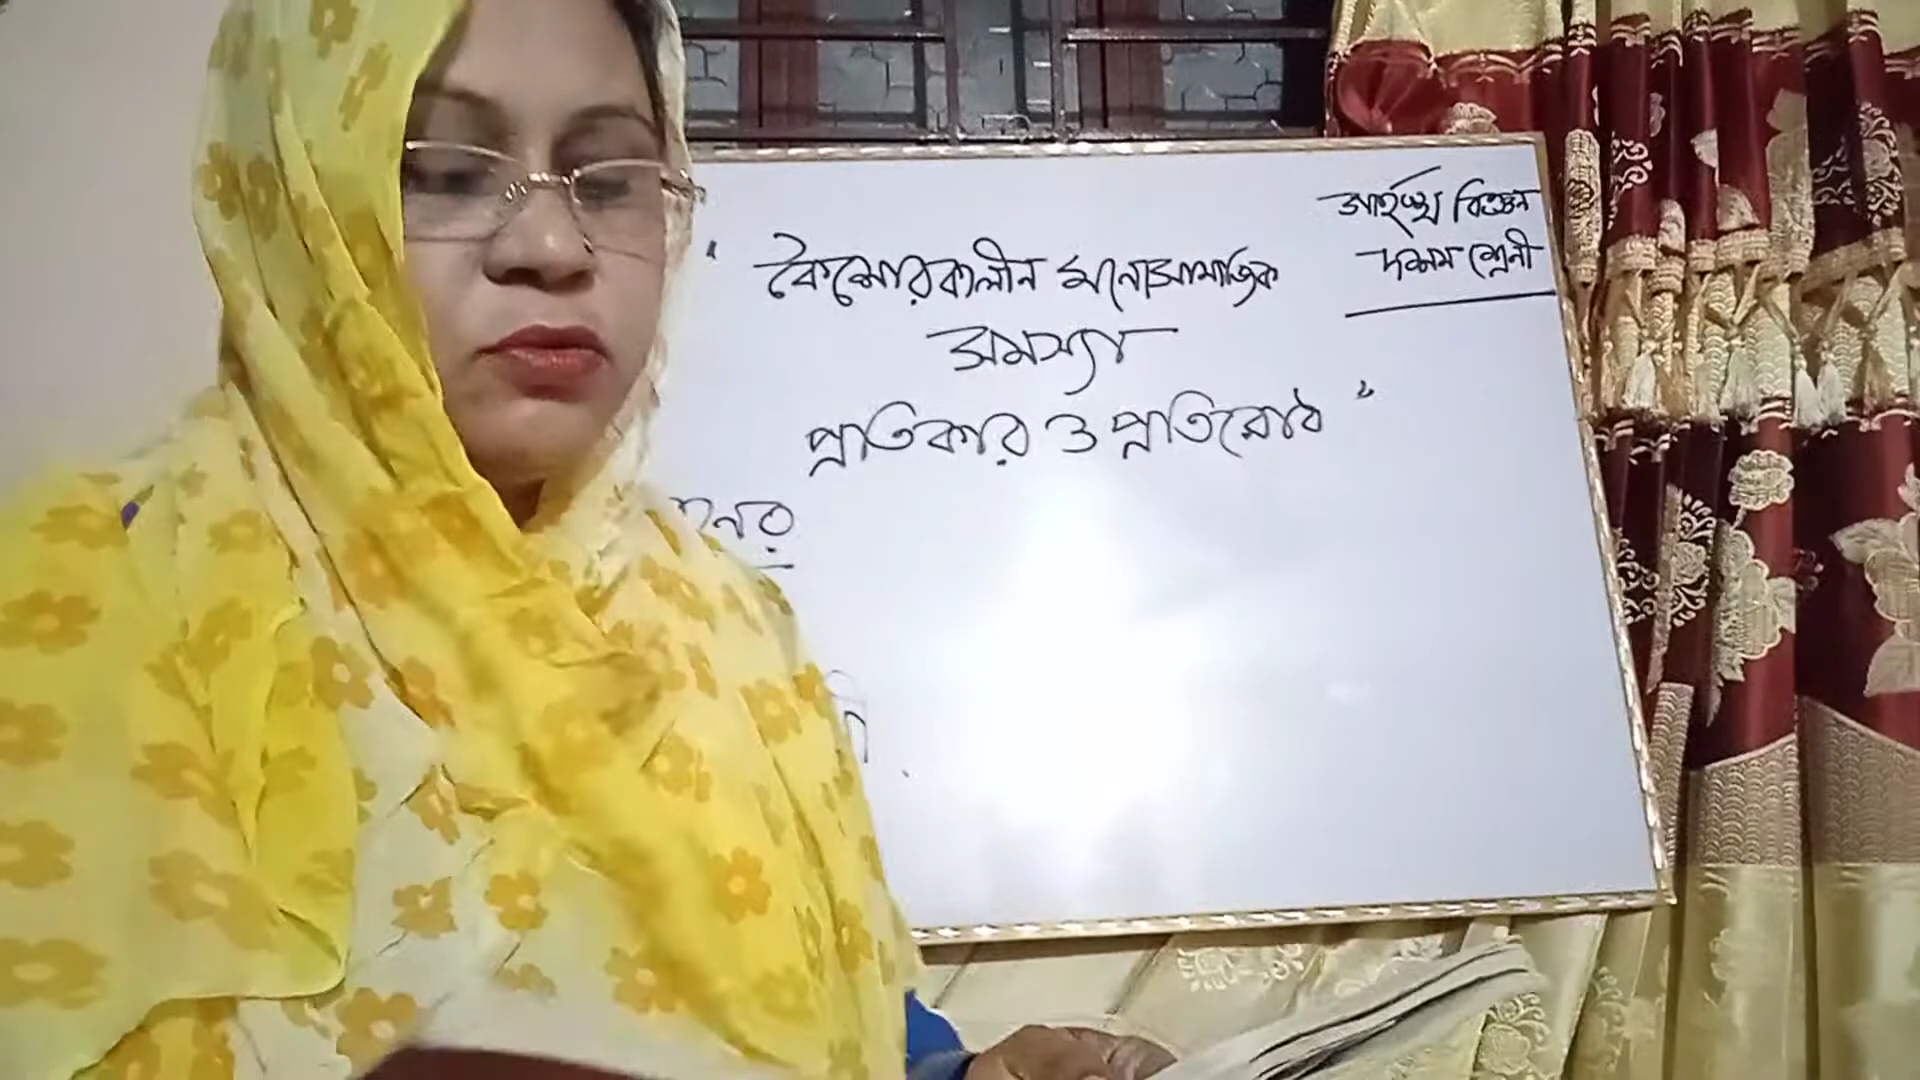 গার্হস্থ্য বিজ্ঞান
দশম শ্রেনী
"কৈশোরকালীন মনোসামাজিক
সমস্যা
প্রতিকার ও প্রতিরোধ"